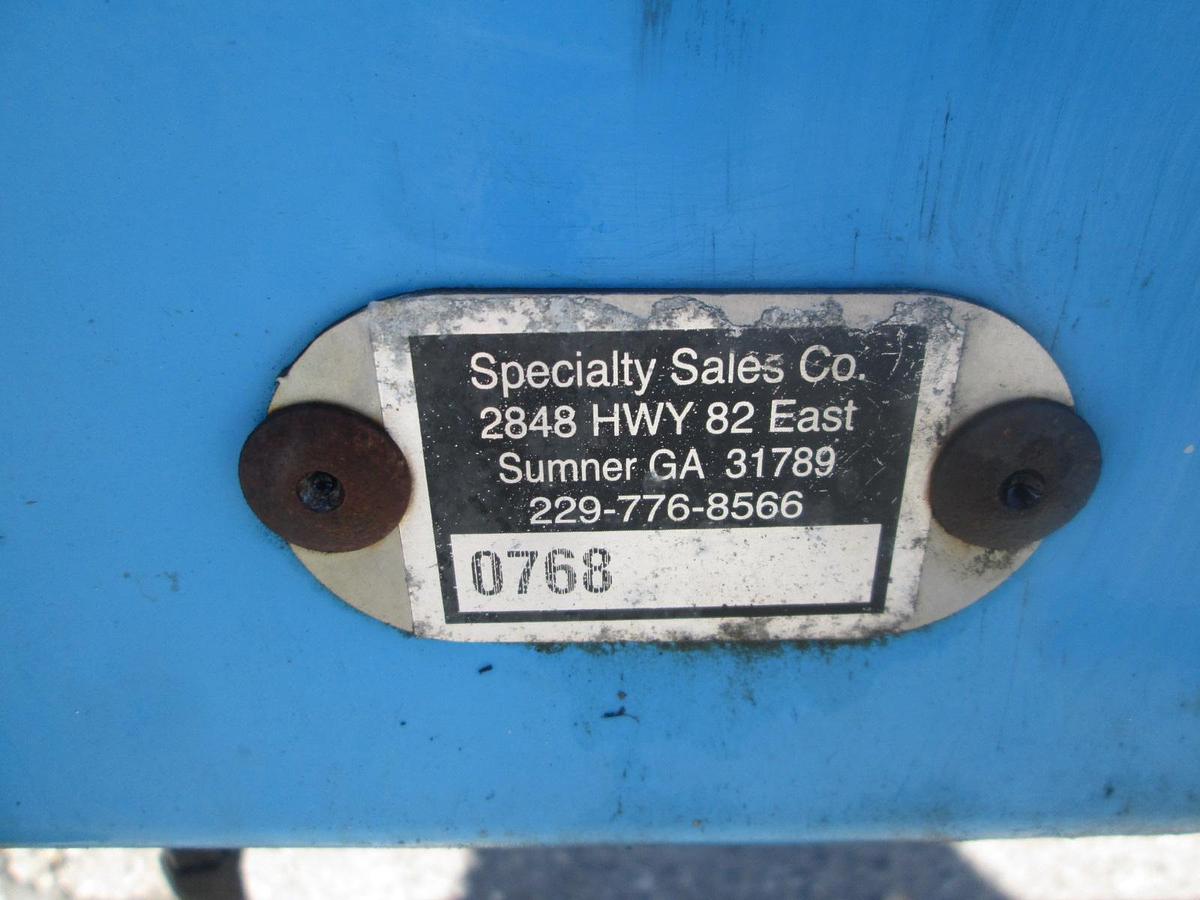 Specialty Sales Co.
2848 HWY 82 East
Sumner GA 31789
229-776-8566
0768